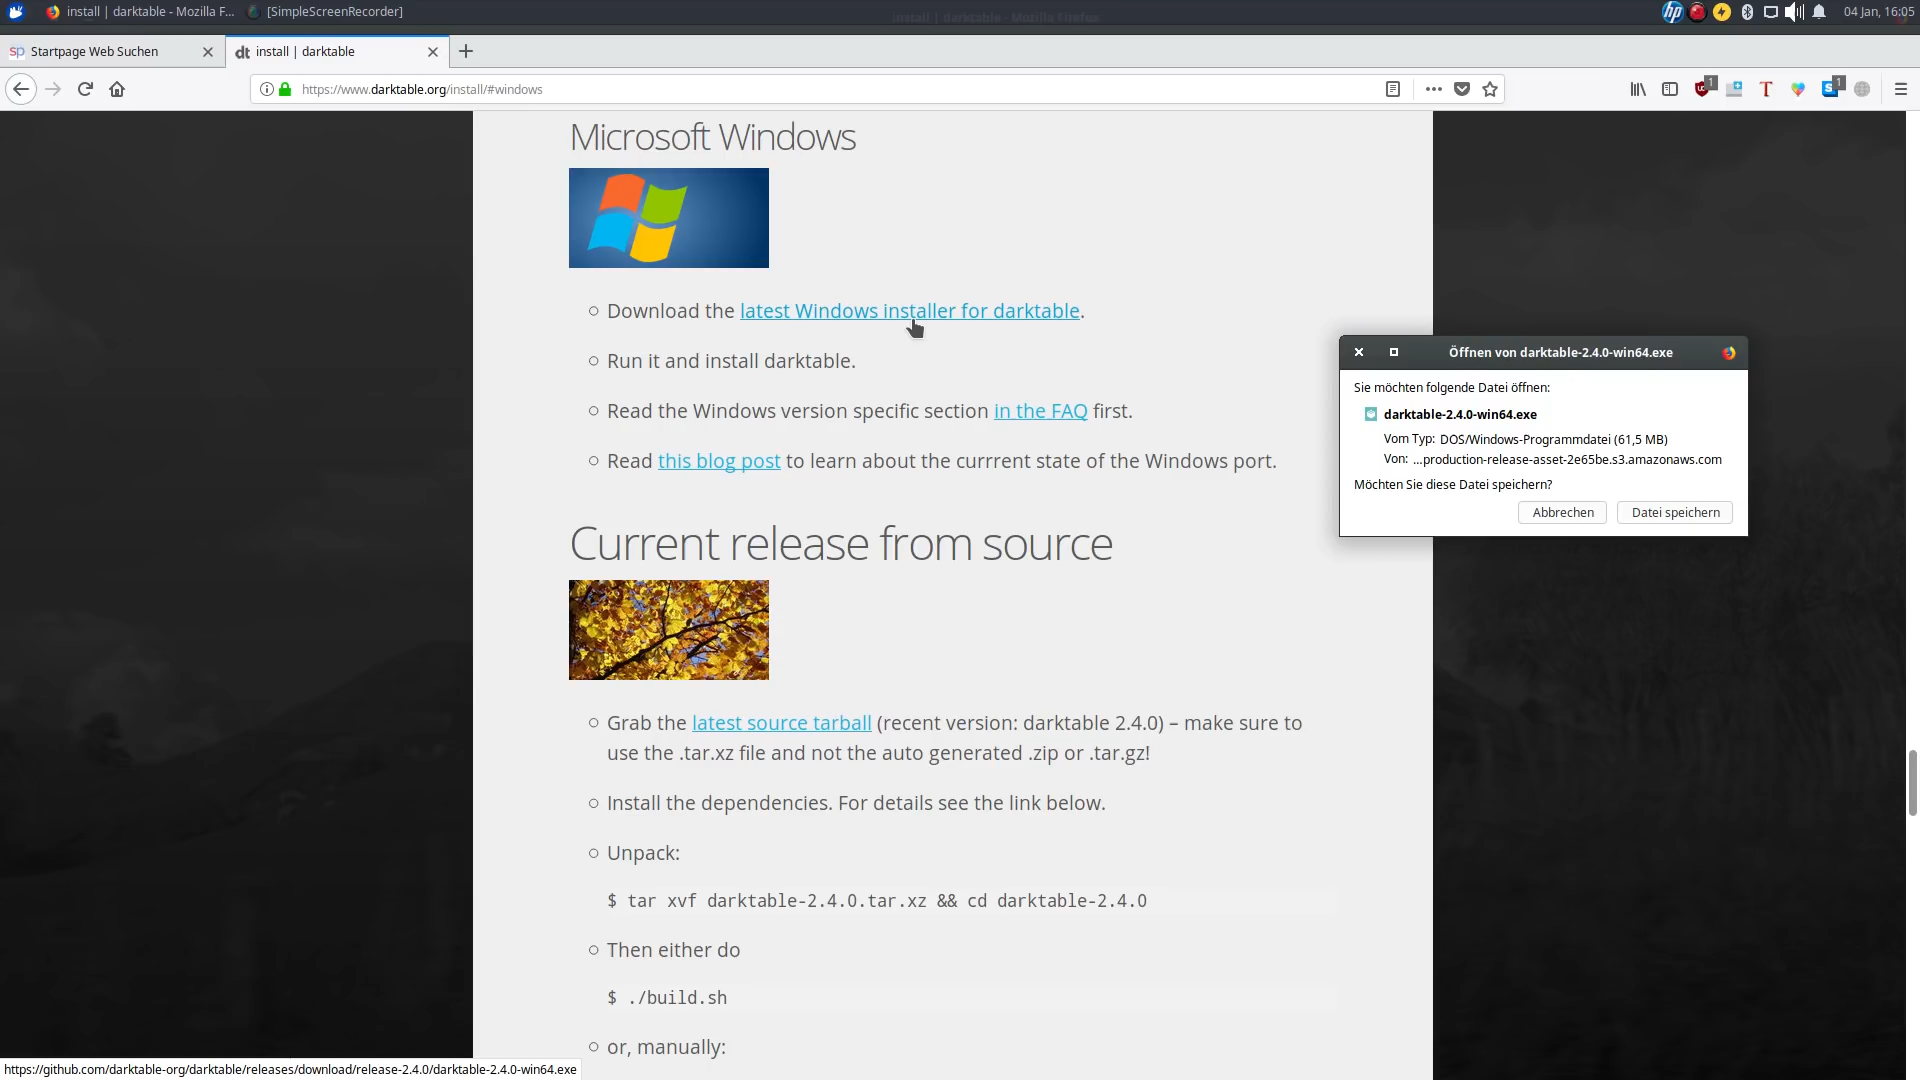 install | darktable - Mozilla F...
[SimpleScreenRecorder]
install | darktable - Mozilla Firefox
hp
04 Jan, 16:05
sp Startpage Web Suchen
dt install | darktable
https://www.darktable.org/install/#windows
1
T
S 1
Microsoft Windows
Download the latest Windows installer for darktable.
Run it and install darktable.
Read the Windows version specific section in the FAQ first.
Read this blog post to learn about the currrent state of the Windows port.
Öffnen von darktable-2.4.0-win64.exe
Sie möchten folgende Datei öffnen:
darktable-2.4.0-win64.exe
Vom Typ: DOS/Windows-Programmdatei (61,5 MB)
Von: ...production-release-asset-2e65be.s3.amazonaws.com
Möchten Sie diese Datei speichern?
Abbrechen
Datei speichern
Current release from source
Grab the latest source tarball (recent version: darktable 2.4.0) – make sure to
use the .tar.xz file and not the auto generated .zip or .tar.gz!
Install the dependencies. For details see the link below.
Unpack:
$ tar xvf darktable-2.4.0.tar.xz && cd darktable-2.4.0
Then either do
$ ./build.sh
or, manually:
https://github.com/darktable-org/darktable/releases/download/release-2.4.0/darktable-2.4.0-win64.exe